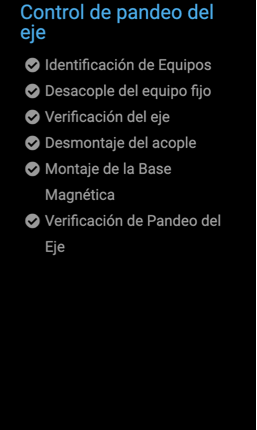 Control de pandeo del
eje
Identificación de Equipos
Desacople del equipo fijo
Verificación del eje
Desmontaje del acople
Montaje de la Base
Magnética
Verificación de Pandeo del
Eje